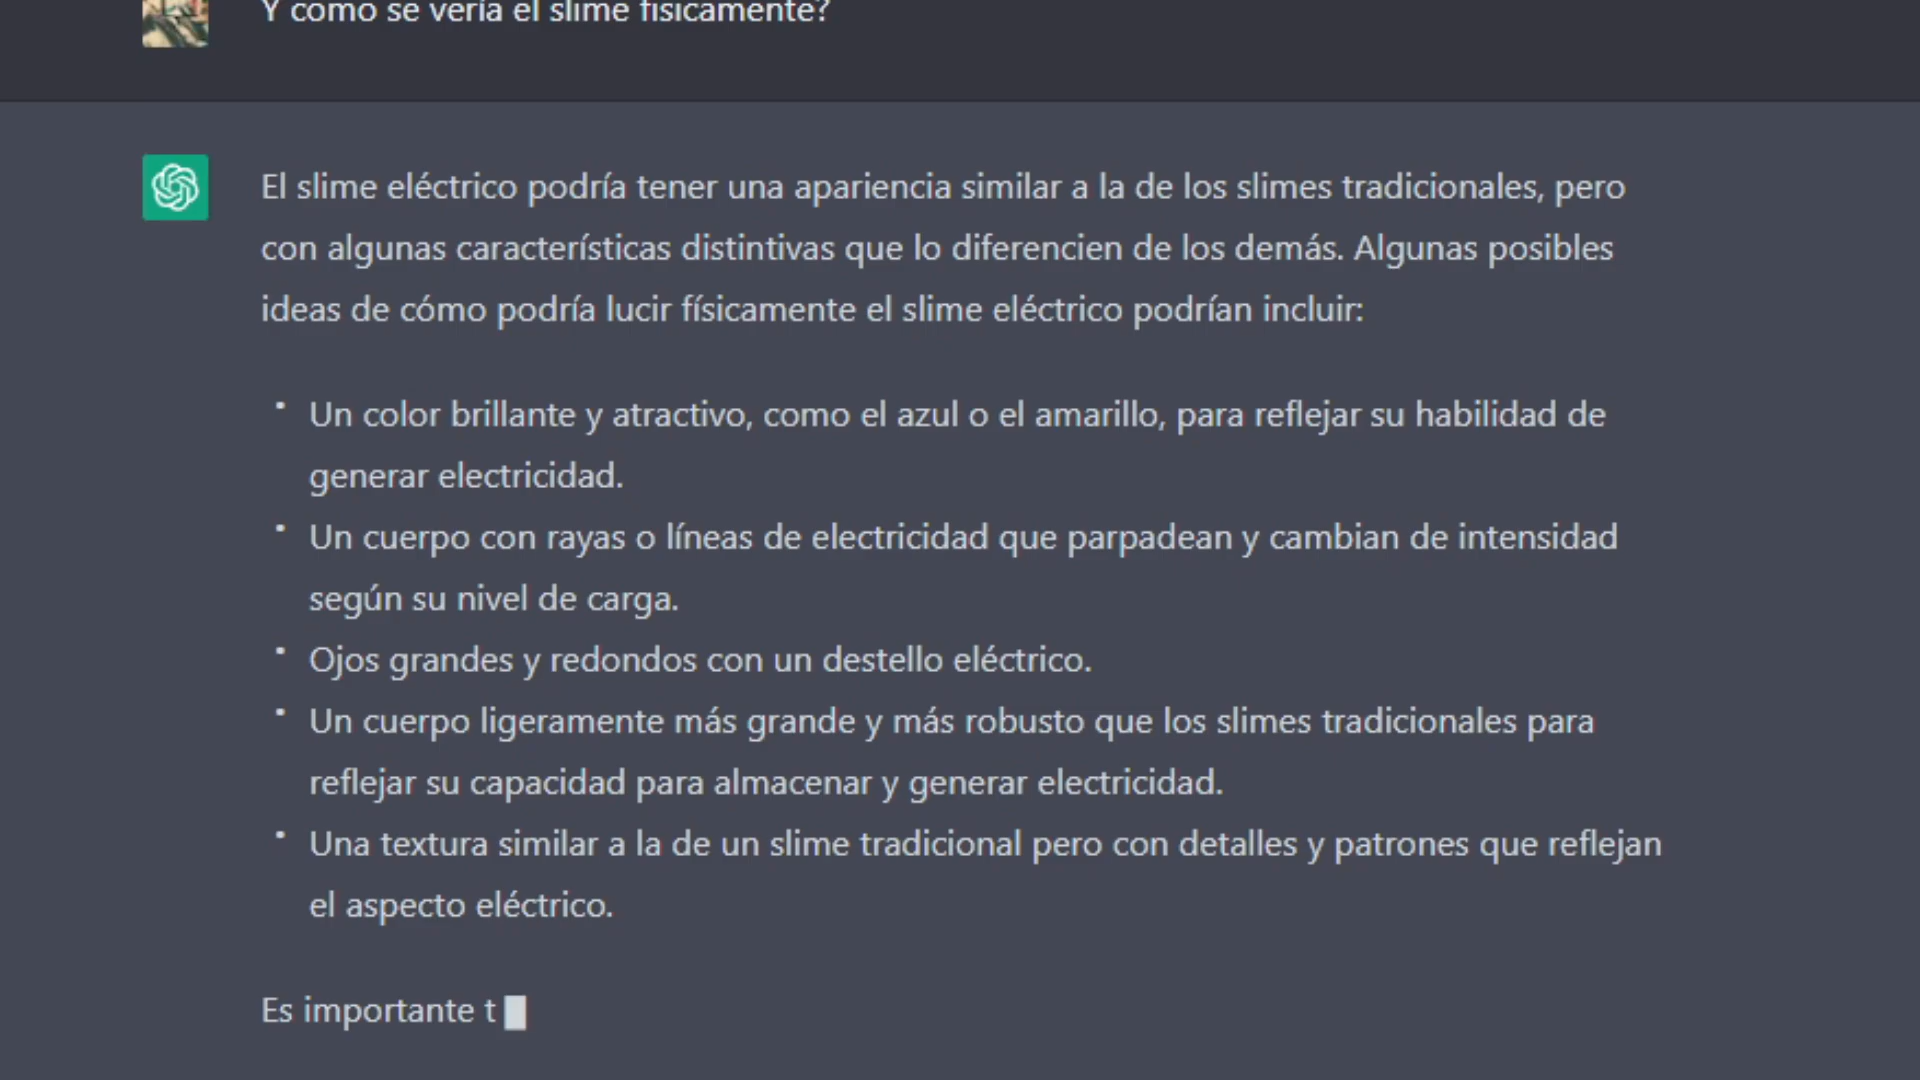 Y como se vería el slime fisicamente?
El slime eléctrico podría tener una apariencia similar a la de los slimes tradicionales, pero
con algunas características distintivas que lo diferencien de los demás. Algunas posibles
ideas de cómo podría lucir físicamente el slime eléctrico podrían incluir:
• Un color brillante y atractivo, como el azul o el amarillo, para reflejar su habilidad de
generar electricidad.
• Un cuerpo con rayas o líneas de electricidad que parpadean y cambian de intensidad
según su nivel de carga.
• Ojos grandes y redondos con un destello eléctrico.
• Un cuerpo ligeramente más grande y más robusto que los slimes tradicionales para
reflejar su capacidad para almacenar y generar electricidad.
• Una textura similar a la de un slime tradicional pero con detalles y patrones que reflejan
el aspecto eléctrico.
Es importante t